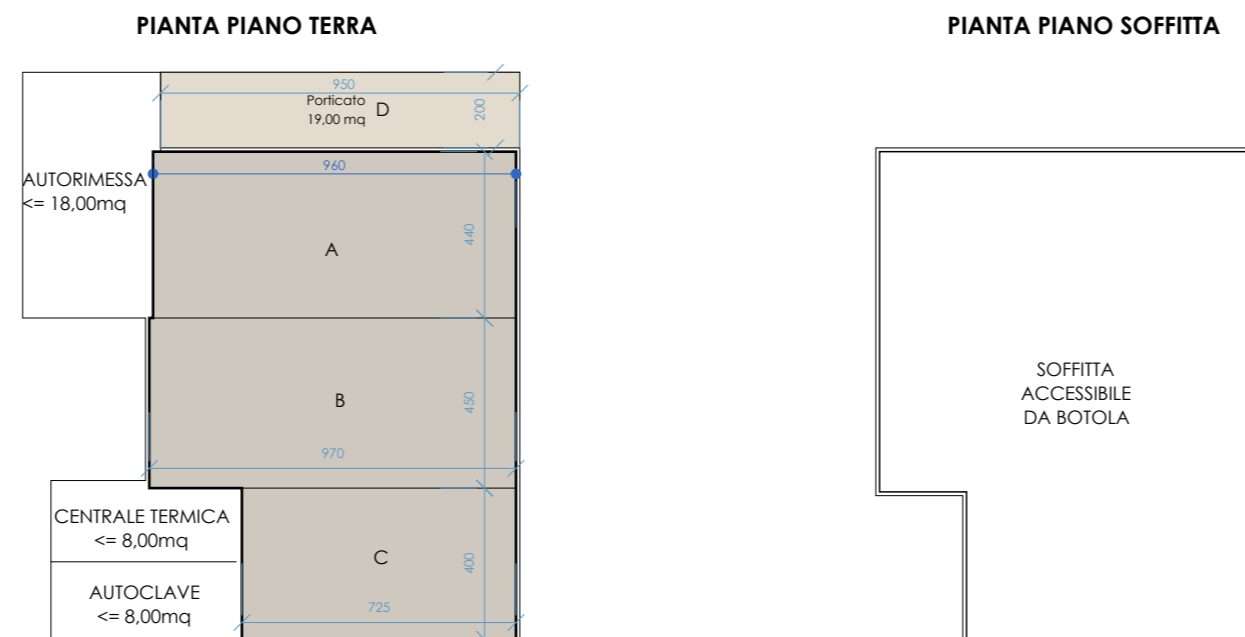 PIANTA PIANO TERRA
PIANTA PIANO SOFFITTA
950
Porticato
19,00 mq
D
200
960
AUTORIMESSA
<= 18,00mq
440
A
B
450
970
SOFFITTA
ACCESSIBILE
DA BOTOLA
CENTRALE TERMICA
<= 8,00mq
C
400
AUTOCLAVE
<= 8,00mq
725